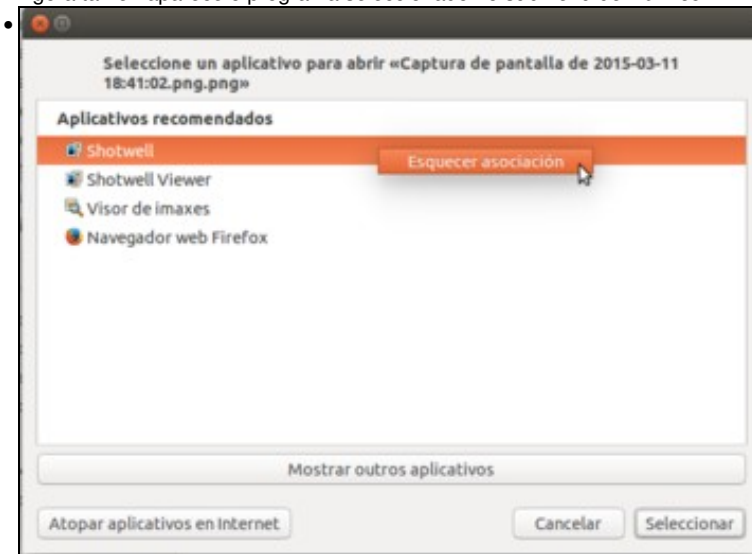 Seleccione un aplicativo para abrir «Captura de pantalla de 2015-03-11
18:41:02.png.png»
Aplicativos recomendados
Shotwell
Esquecer asociación
Shotwell Viewer
Visor de imaxes
Navegador web Firefox
Mostrar outros aplicativos
Atopar aplicativos en Internet
Cancelar
Seleccionar